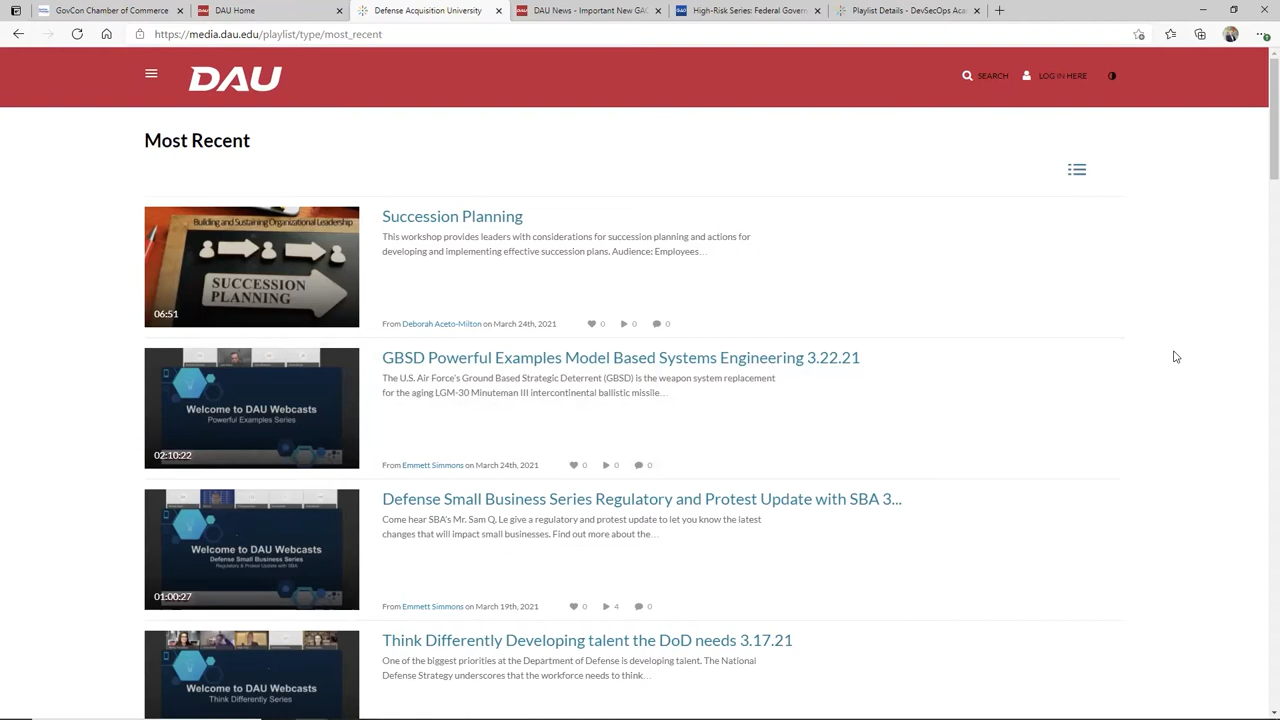 GovCon Chamber of Commerce
Defense Acquisition University
DAU News - Important New GAO
High-Risk Series: Federal Govern
Playlist Details - DevSecOps Aca
https://media.dau.edu/playlist/type/most_recent
DAU
SEARCH
LOG IN HERE
Most Recent
Building and Sustaining Organizational Leadership
SUCCESSION
PLANNING
06:51
Succession Planning
This workshop provides leaders with considerations for succession planning and actions for
developing and implementing effective succession plans. Audience: Employees...
From Deborah Aceto-Milton on March 24th, 2021 0 0 0
Welcome to DAU Webcasts
Powerful Examples Series
02:10:22
GBSD Powerful Examples Model Based Systems Engineering 3.22.21
The U.S. Air Force's Ground Based Strategic Deterrent (GBSD) is the weapon system replacement
for the aging LGM-30 Minuteman III intercontinental ballistic missile...
From Emmett Simmons on March 24th, 2021 0 0 0
Welcome to DAU Webcasts
Defense Small Business Series
Regulatory & Protest Update with SBA
01:00:27
Defense Small Business Series Regulatory and Protest Update with SBA 3...
Come hear SBA's Mr. Sam Q. Le give a regulatory and protest update to let you know the latest
changes that will impact small businesses. Find out more about the...
From Emmett Simmons on March 19th, 2021 0 4 0
Welcome to DAU Webcasts
Think Differently Series
Think Differently Developing talent the DoD needs 3.17.21
One of the biggest priorities at the Department of Defense is developing talent. The National
Defense Strategy underscores that the workforce needs to think...